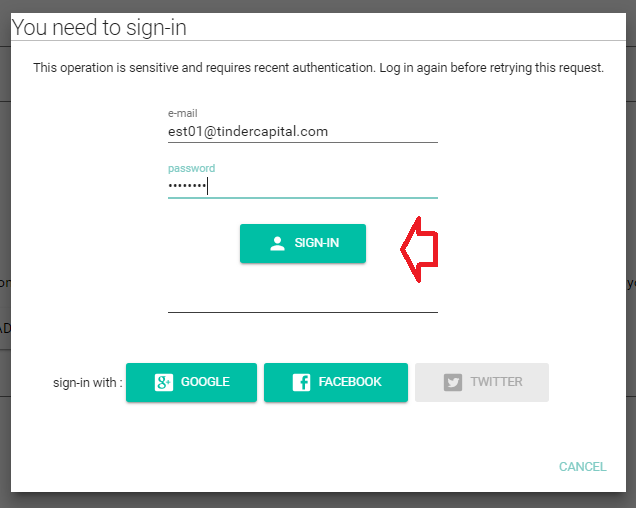 You need to sign-in
This operation is sensitive and requires recent authentication. Log in again before retrying this request.
e-mail
est01@tindercapital.com
password
••••••••
SIGN-IN
sign-in with : GOOGLE FACEBOOK TWITTER
CANCEL